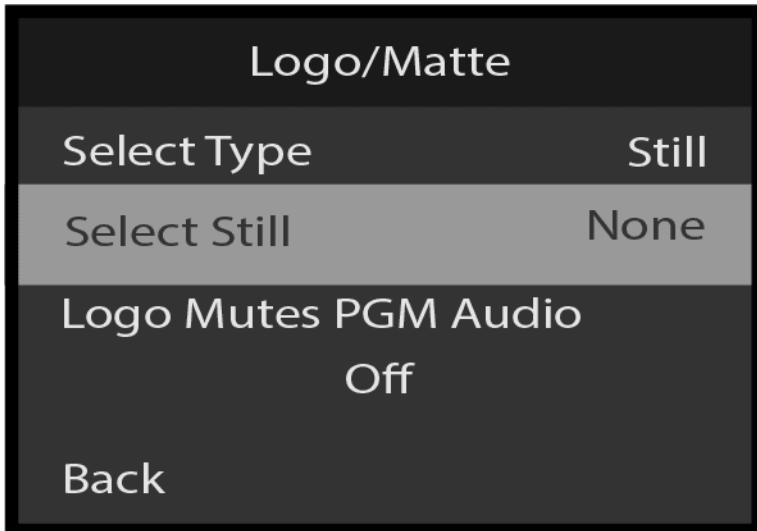 Logo/Matte
Select Type Still
Select Still None
Logo Mutes PGM Audio
Off
Back